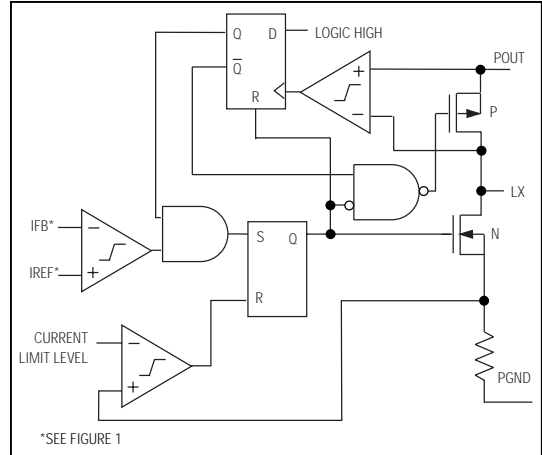 Q D LOGIC HIGH
Q
R
+
−
POUT
P
LX
N
IFB* −
IREF* +
S Q
R
CURRENT
LIMIT LEVEL
−
+
PGND
*SEE FIGURE 1